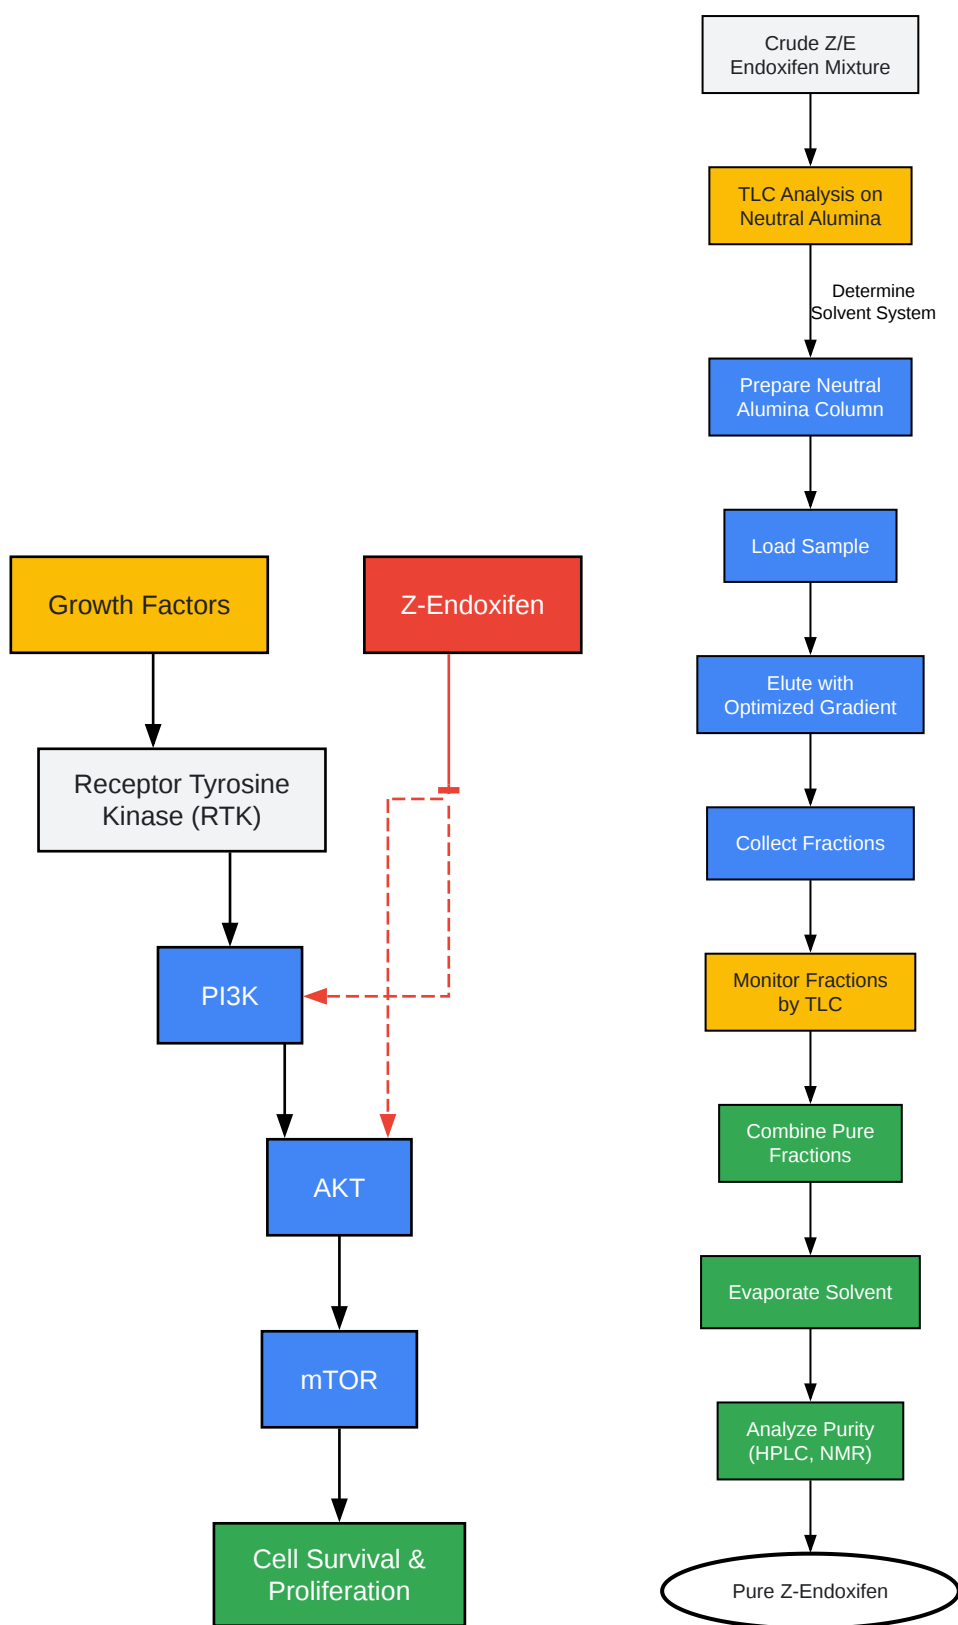 Growth Factors
Z-Endoxifen
Receptor Tyrosine
Kinase (RTK)
PI3K
AKT
mTOR
Cell Survival &
Proliferation
Crude Z/E
Endoxifen Mixture
TLC Analysis on
Neutral Alumina
Determine
Solvent System
Prepare Neutral
Alumina Column
Load Sample
Elute with
Optimized Gradient
Collect Fractions
Monitor Fractions
by TLC
Combine Pure
Fractions
Evaporate Solvent
Analyze Purity
(HPLC, NMR)
Pure Z-Endoxifen